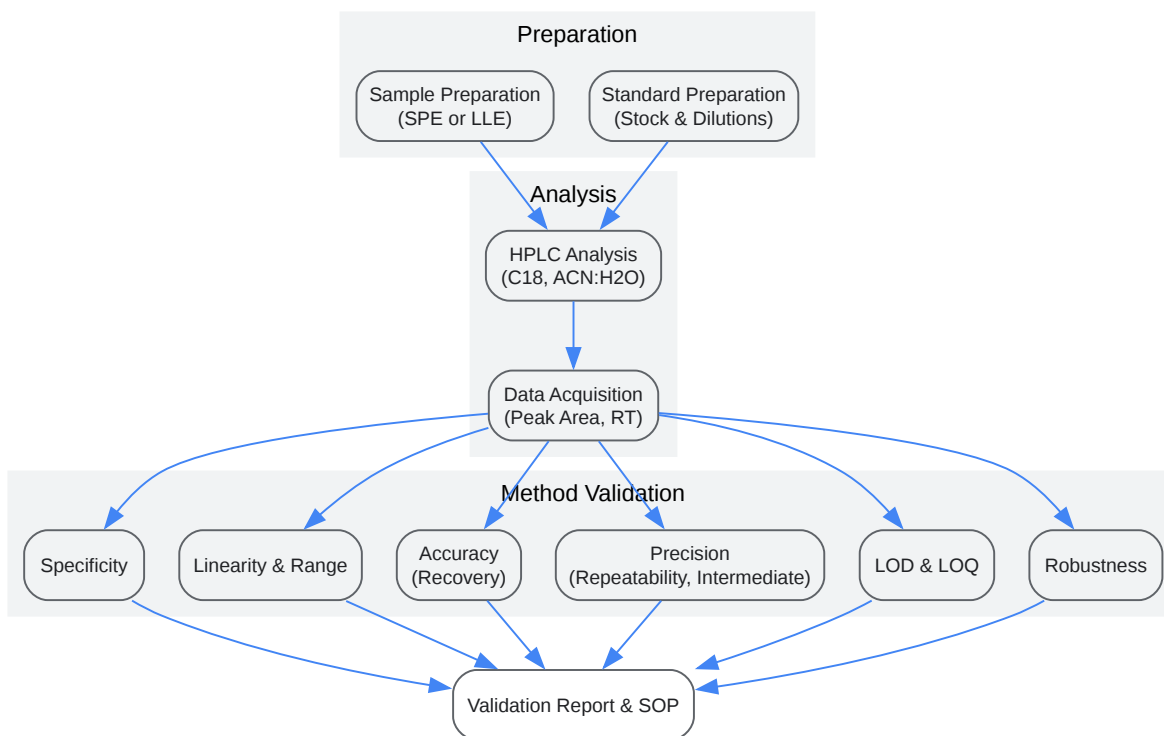 Preparation
Sample Preparation
(SPE or LLE)
Standard Preparation
(Stock & Dilutions)
Analysis
HPLC Analysis
(C18, ACN:H2O)
Data Acquisition
(Peak Area, RT)
Method Validation
Specificity
Linearity & Range
Accuracy
(Recovery)
Precision
(Repeatability, Intermediate)
LOD & LOQ
Robustness
Validation Report & SOP